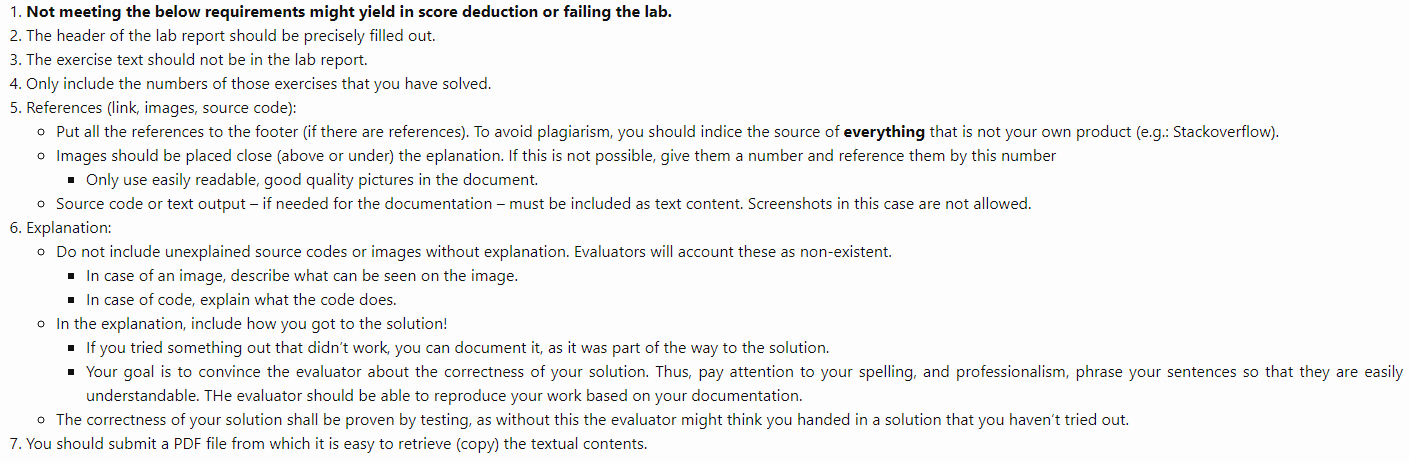 1. Not meeting the below requirements might yield in score deduction or failing the lab.
2. The header of the lab report should be precisely filled out.
3. The exercise text should not be in the lab report.
4. Only include the numbers of those exercises that you have solved.
5. References (link, images, source code):
○ Put all the references to the footer (if there are references). To avoid plagiarism, you should indice the source of everything that is not your own product (e.g.: Stackoverflow).
○ Images should be placed close (above or under) the eplanation. If this is not possible, give them a number and reference them by this number
▪ Only use easily readable, good quality pictures in the document.
○ Source code or text output – if needed for the documentation – must be included as text content. Screenshots in this case are not allowed.
6. Explanation:
○ Do not include unexplained source codes or images without explanation. Evaluators will account these as non-existent.
▪ In case of an image, describe what can be seen on the image.
▪ In case of code, explain what the code does.
○ In the explanation, include how you got to the solution!
▪ If you tried something out that didn't work, you can document it, as it was part of the way to the solution.
▪ Your goal is to convince the evaluator about the correctness of your solution. Thus, pay attention to your spelling, and professionalism, phrase your sentences so that they are easily
understandable. THe evaluator should be able to reproduce your work based on your documentation.
○ The correctness of your solution shall be proven by testing, as without this the evaluator might think you handed in a solution that you haven't tried out.
7. You should submit a PDF file from which it is easy to retrieve (copy) the textual contents.